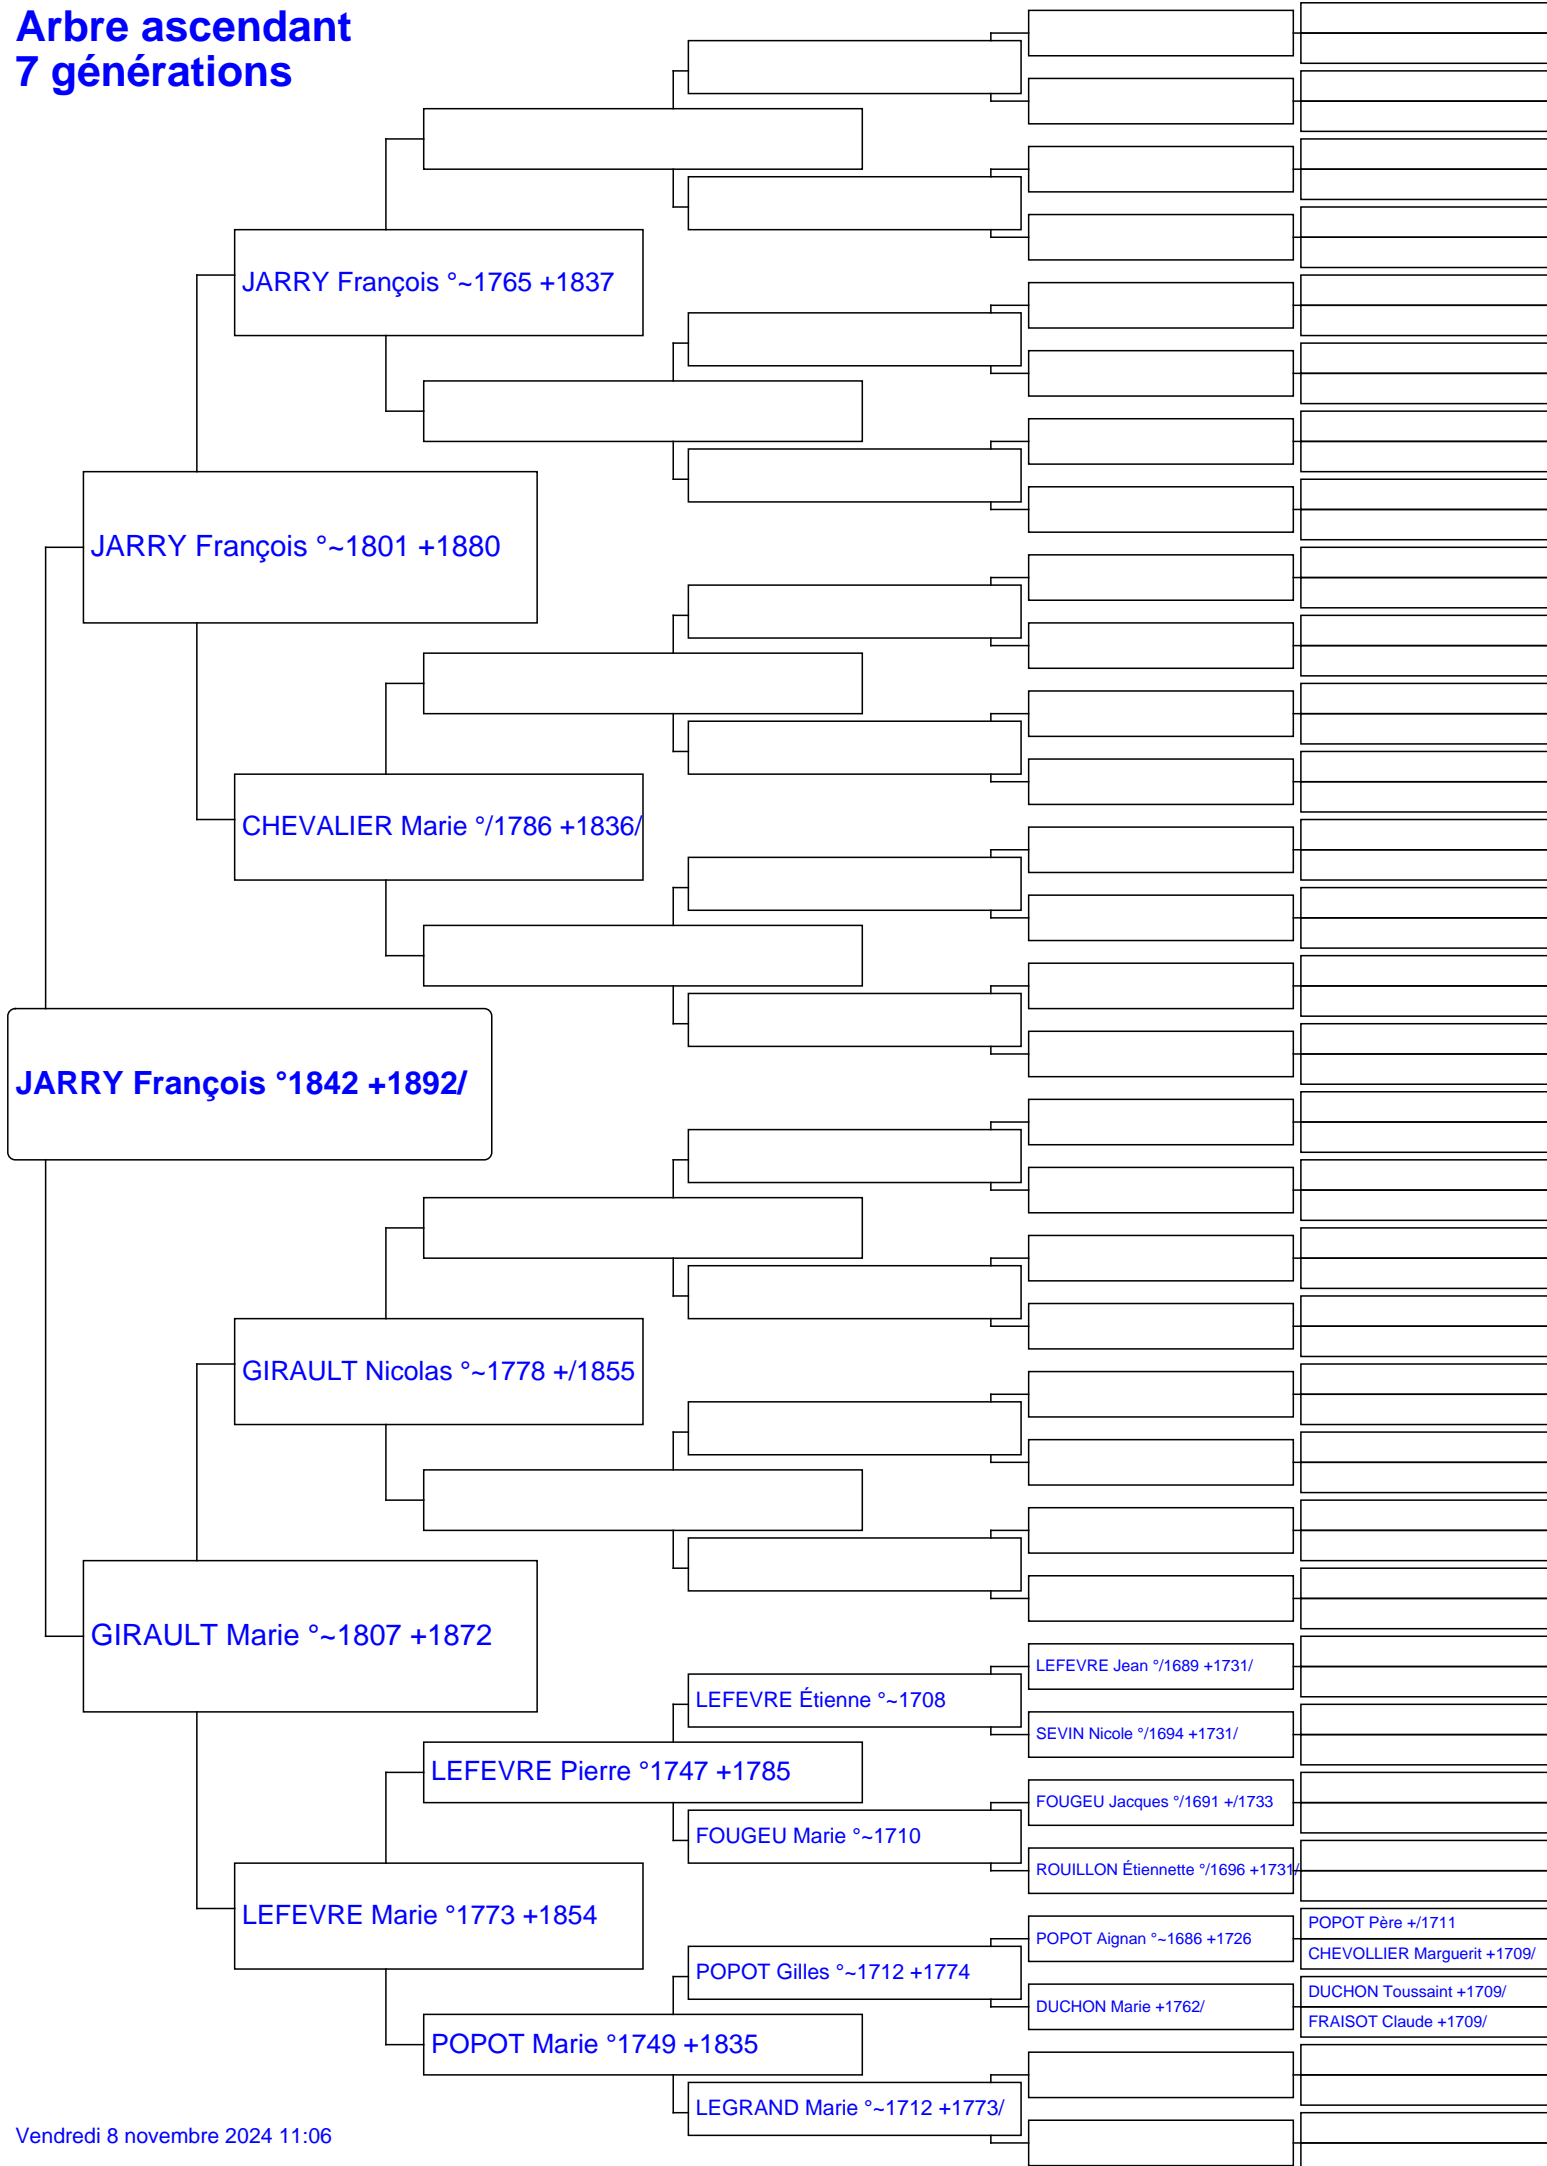 Arbre ascendant
7 générations
JARRY François °~1765 +1837
JARRY François °~1801 +1880
CHEVALIER Marie °/1786 +1836/
JARRY François °1842 +1892/
GIRAULT Nicolas °~1778 +/1855
GIRAULT Marie °~1807 +1872
LEFEVRE Jean °/1689 +1731/
LEFEVRE Étienne °~1708
SEVIN Nicole °/1694 +1731/
LEFEVRE Pierre °1747 +1785
FOUGEU Jacques °/1691 +/1733
FOUGEU Marie °~1710
ROUILLON Étiennette °/1696 +1731/
LEFEVRE Marie °1773 +1854
POPOT Père +/1711
POPOT Aignan °~1686 +1726
CHEVOLLIER Marguerit +1709/
POPOT Gilles °~1712 +1774
DUCHON Toussaint +1709/
DUCHON Marie +1762/
FRAISOT Claude +1709/
POPOT Marie °1749 +1835
LEGRAND Marie °~1712 +1773/
Vendredi 8 novembre 2024 11:06